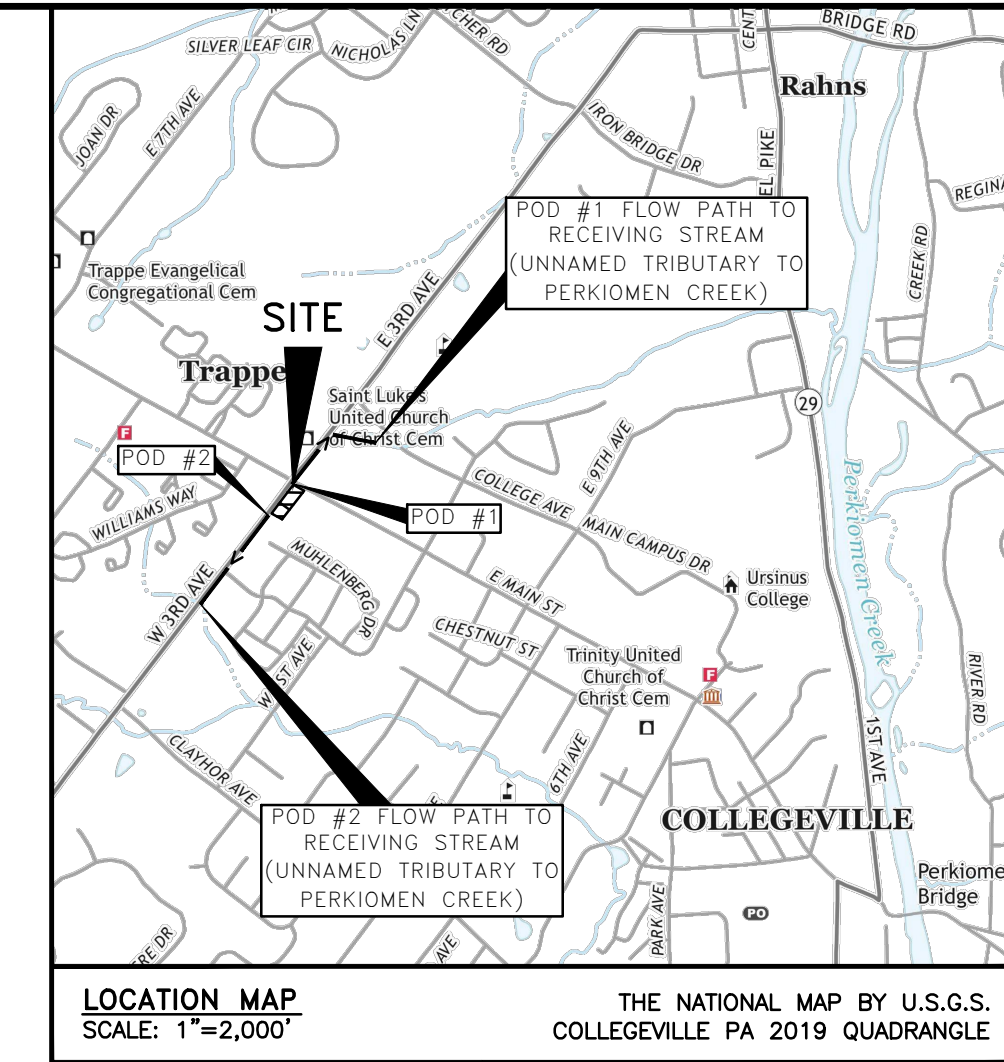 BRIDGE RD
SILVER LEAF CIR
NICHOLAS LN
CHER RD
CENT
Rahns
JOAN DR
E 7TH AVE
IRON BRIDGE DR
EL PIKE
REGINA
POD #1 FLOW PATH TO
RECEIVING STREAM
(UNNAMED TRIBUTARY TO
PERKIOMEN CREEK)
CREEK RD
Trappe Evangelical
Congregational Cem
E 3RD AVE
SITE
Trappe
Saint Luke's
United Church
of Christ Cem
29
F
POD #2
E 9TH AVE
COLLEGE AVE
WILLIAMS WAY
POD #1
MAIN CAMPUS DR
Perkiomen Creek
MUHLENBERG DR
Ursinus
College
E MAIN ST
W 3RD AVE
CHESTNUT ST
W 1ST AVE
Trinity United
Church of
Christ Cem
F
RIVER RD
1ST AVE
CLAYHOR AVE
6TH AVE
POD #2 FLOW PATH TO
RECEIVING STREAM
(UNNAMED TRIBUTARY TO
PERKIOMEN CREEK)
COLLEGEVILLE
Perkiome
Bridge
PARK AVE
PO
RE DR
AVE
LOCATION MAP
SCALE: 1"=2,000'
THE NATIONAL MAP BY U.S.G.S.
COLLEGEVILLE PA 2019 QUADRANGLE